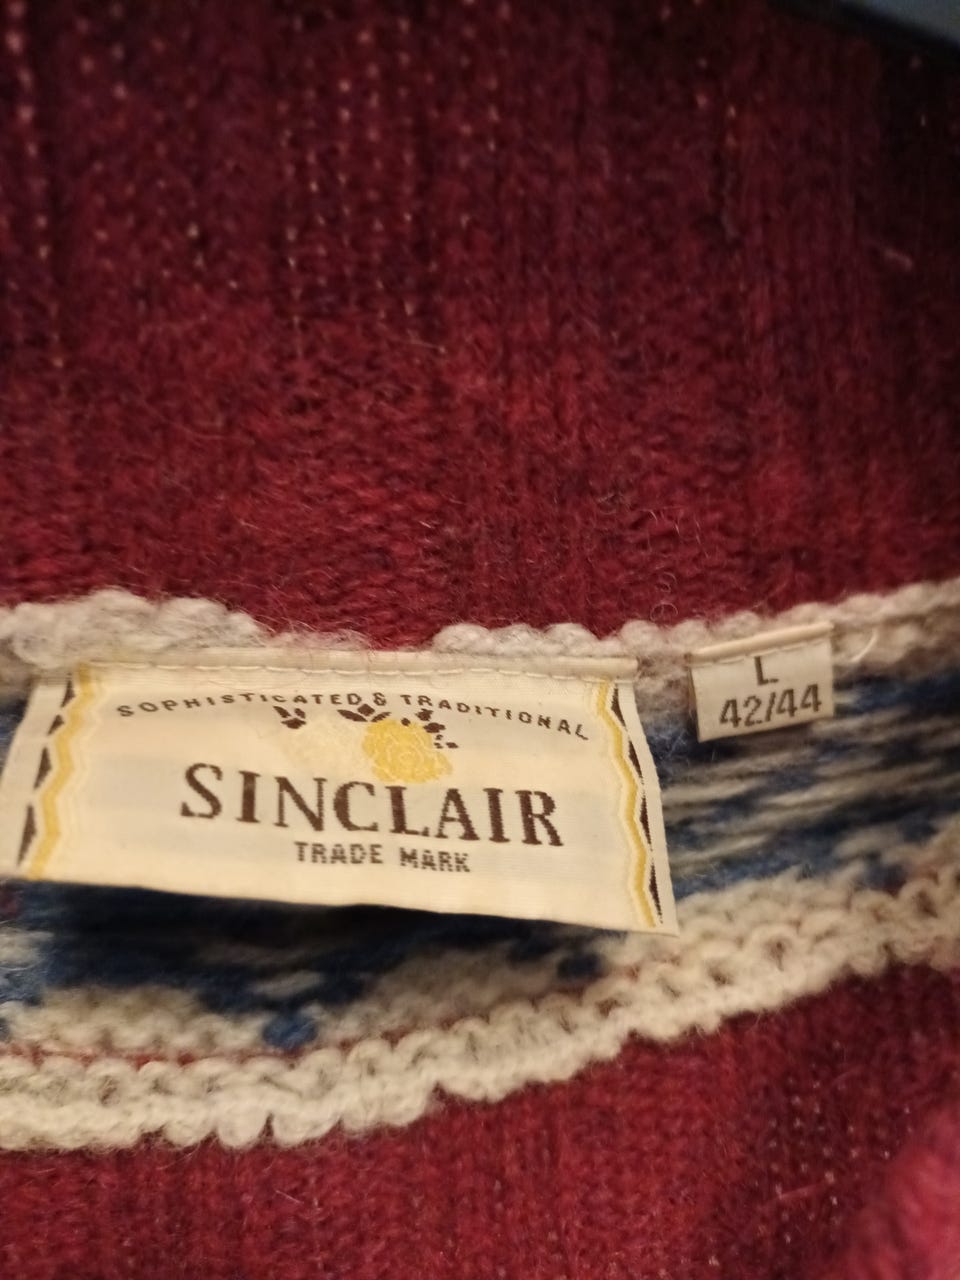 SOPHISTICATED & TRADITIONAL
SINCLAIR
TRADE MARK
L
42/44